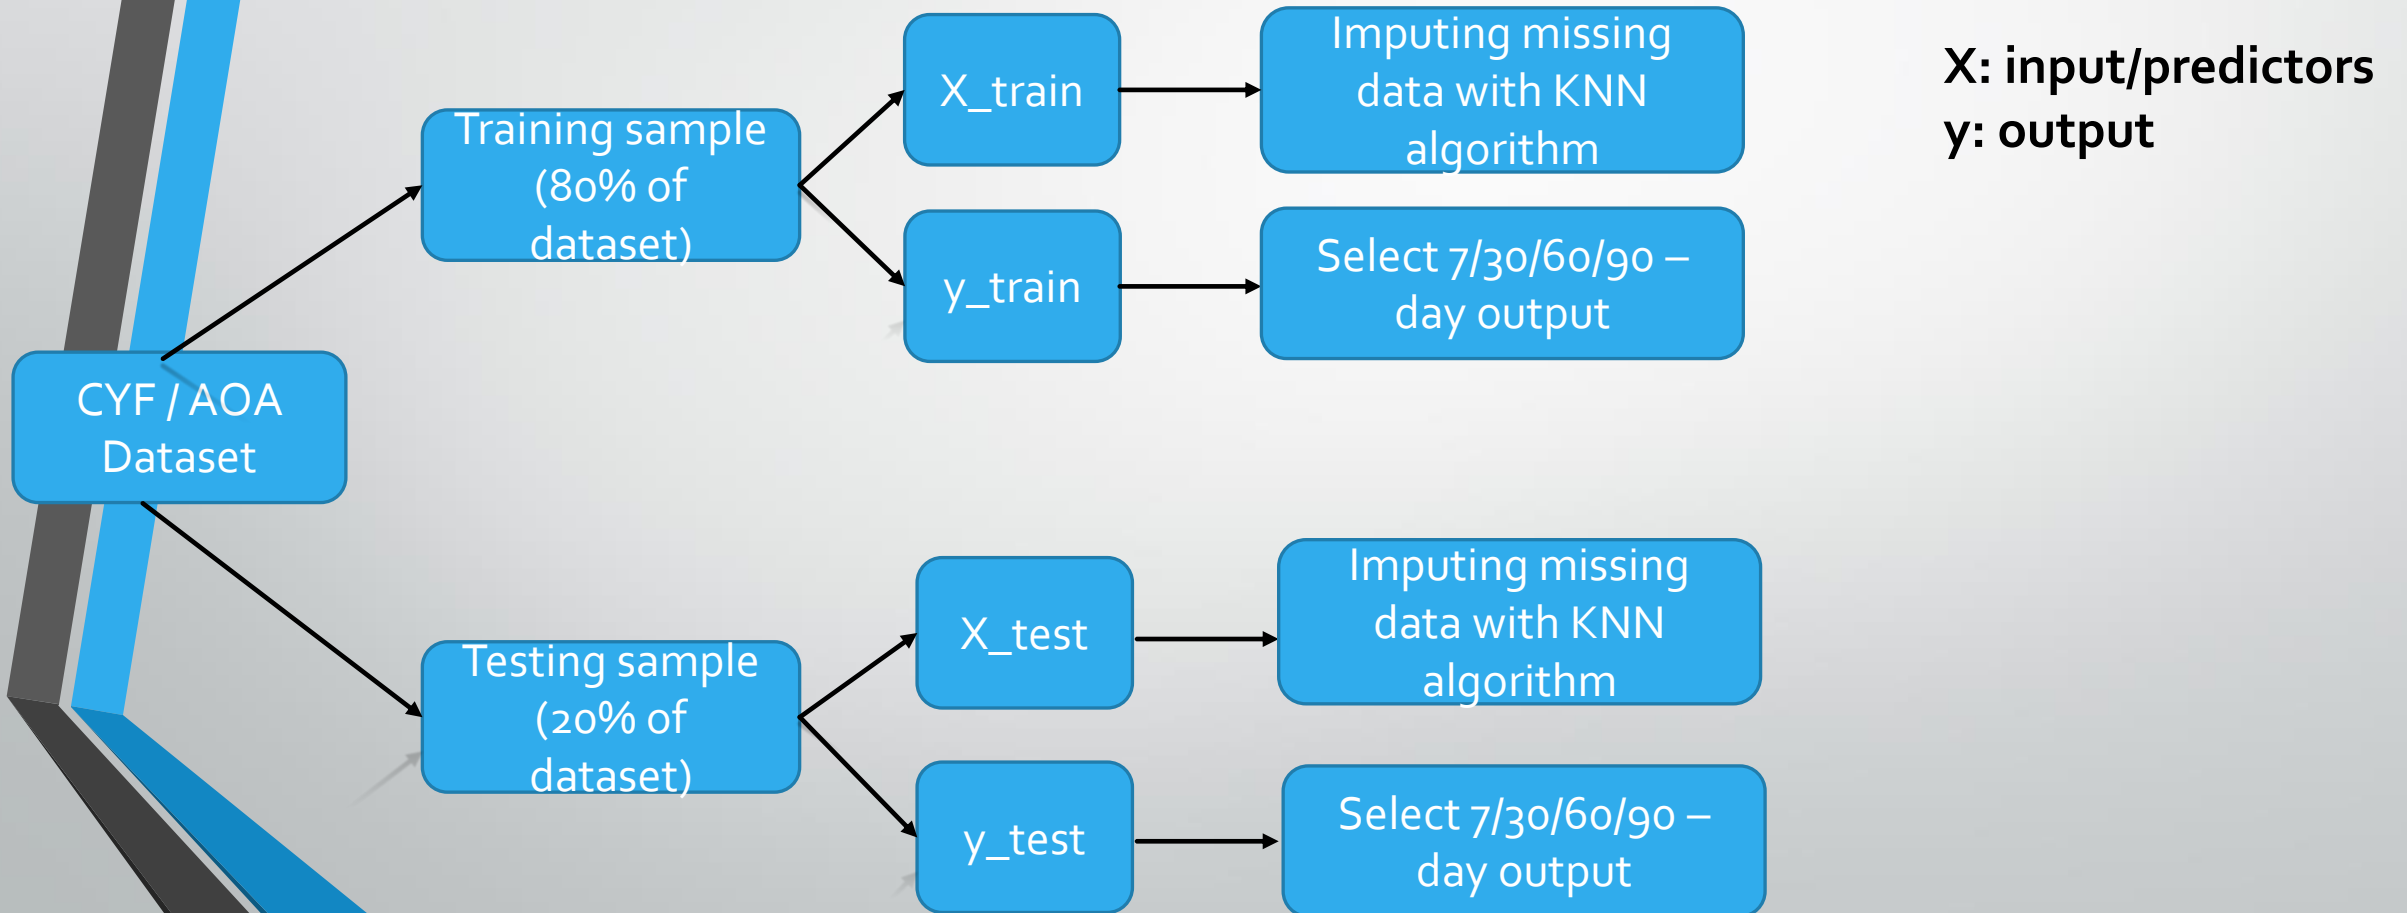 X_train
Imputing missing
data with KNN
algorithm
X: input/predictors
y: output
Training sample
(80% of
dataset)
y_train
Select 7/30/60/90 –
day output
CYF / AOA
Dataset
X_test
Imputing missing
data with KNN
algorithm
Testing sample
(20% of
dataset)
y_test
Select 7/30/60/90 –
day output